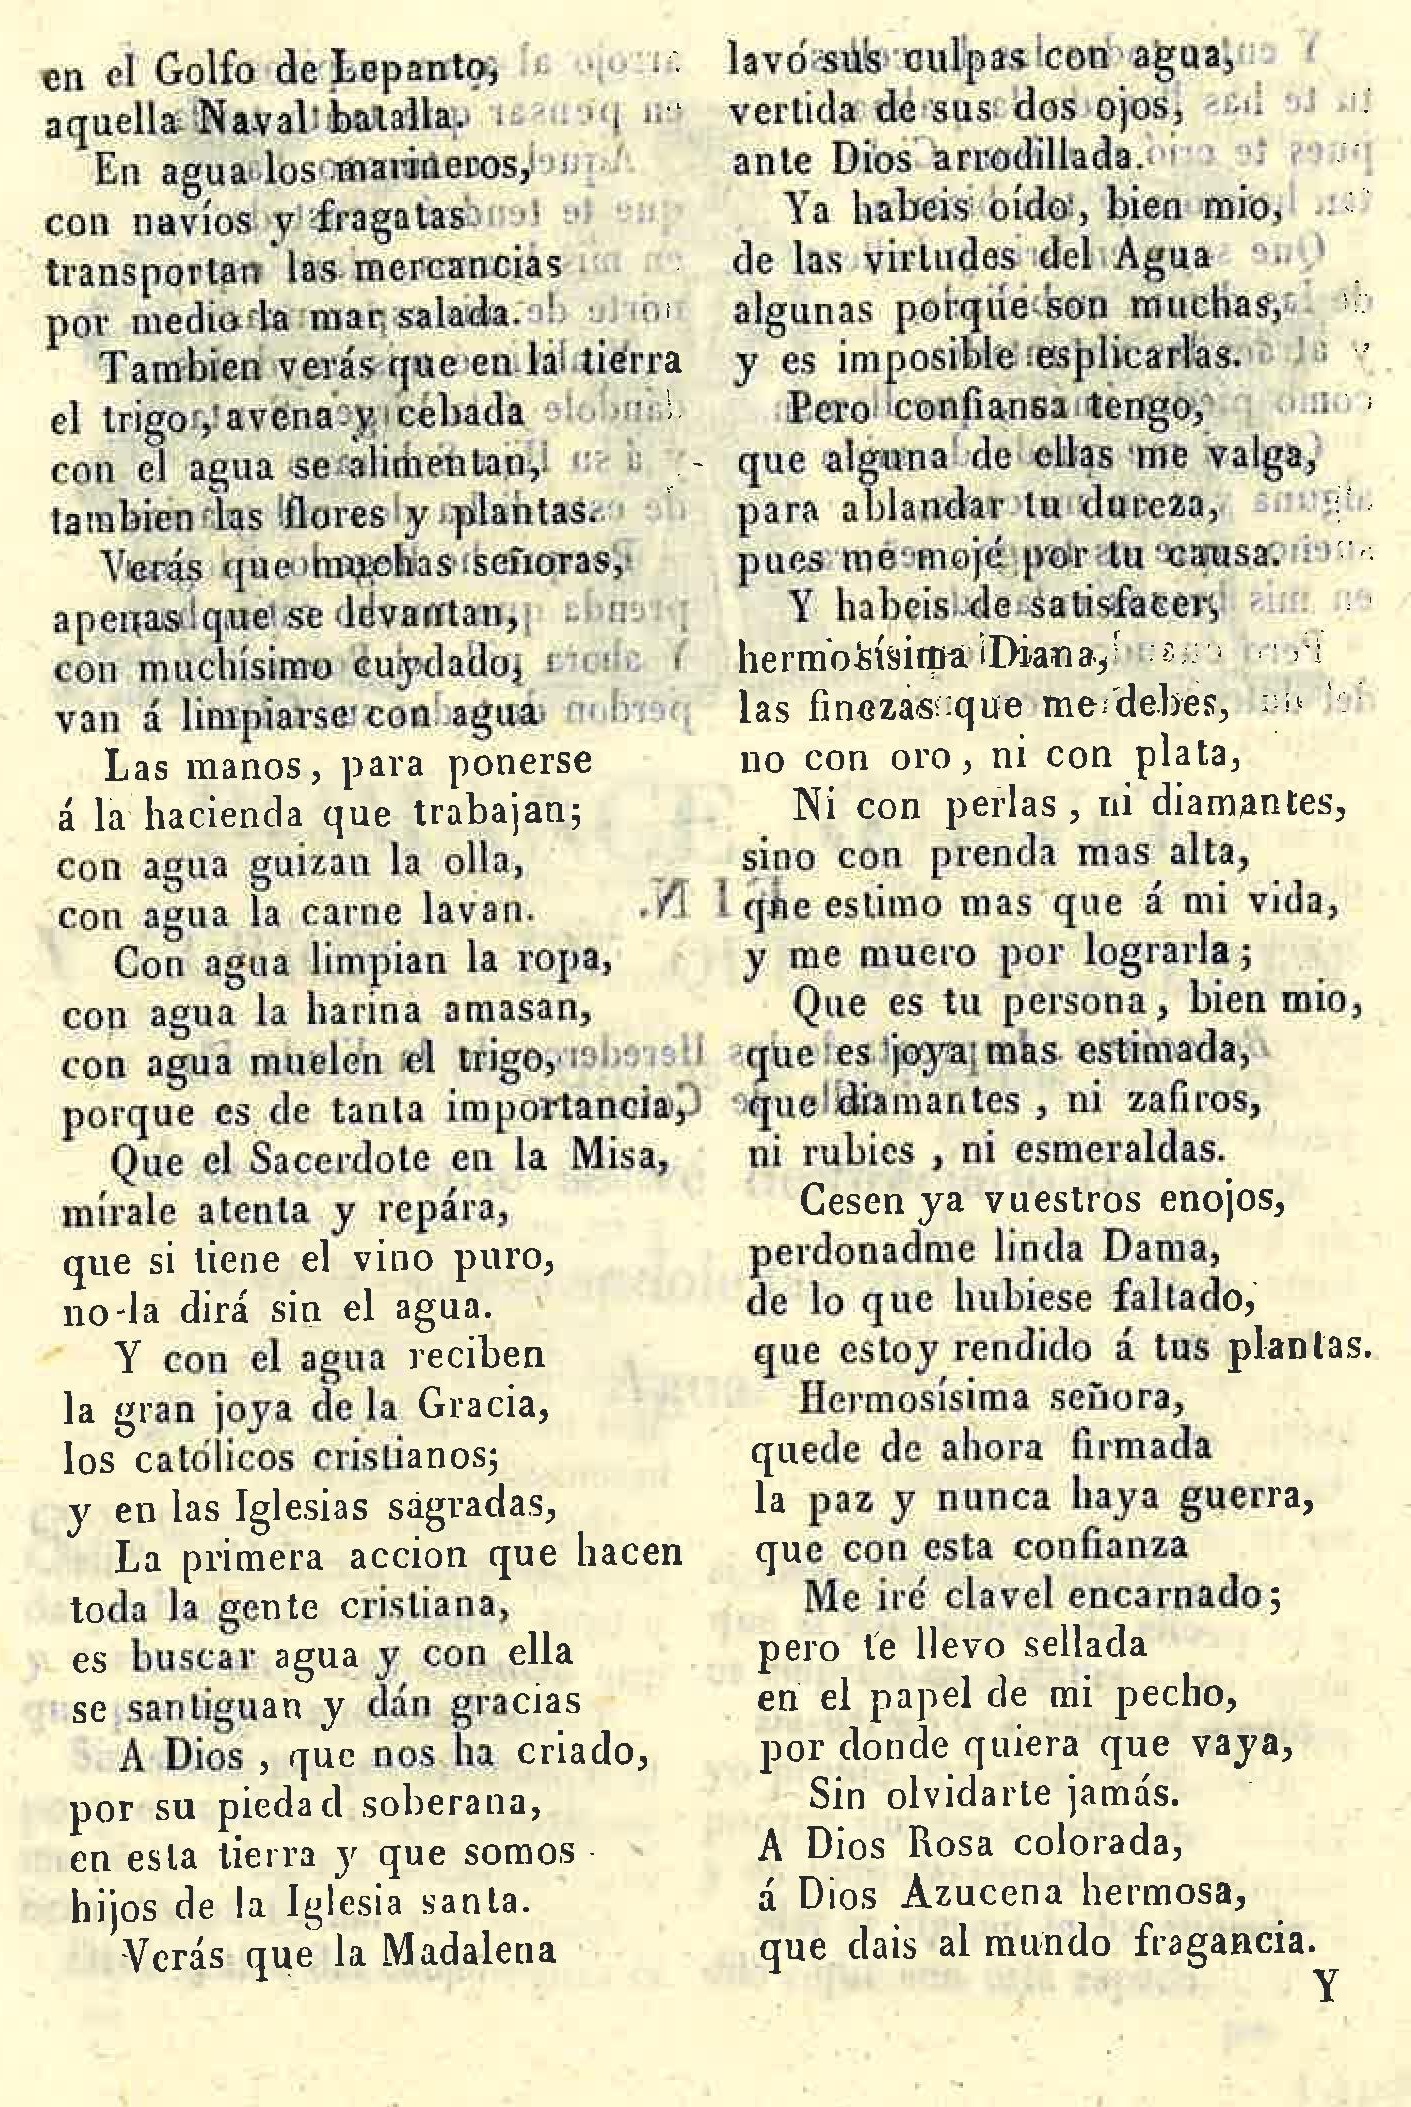 en el Golfo de Lepanto,
aquella Naval batalla.
En agua los marineros,
con navíos y fragatas
transportan las mercancias
por medio la mar salada.
Tambien verás que en la tierra
el trigo, avena y cebada
con el agua se alimentan,
tambien las flores y plantas.
Verás que muchas señoras,
apenas que se levantan,
con muchísimo cuydado,
van á limpiarse con agua
Las manos, para ponerse
á la hacienda que trabajan;
con agua guizan la olla,
con agua la carne lavan.
Con agua limpian la ropa,
con agua la harina amasan,
con agua muelen el trigo,
porque es de tanta importancia,
Que el Sacerdote en la Misa,
mírale atenta y repára,
que si tiene el vino puro,
no-la dirá sin el agua.
Y con el agua reciben
la gran joya de la Gracia,
los católicos cristianos;
y en las Iglesias sagradas,
La primera accion que hacen
toda la gente cristiana,
es buscar agua y con ella
se santiguan y dán gracias
A Dios, que nos ha criado,
por su piedad soberana,
en esta tierra y que somos
hijos de la Iglesia santa.
Verás que la Madalena
lavó sus culpas con agua,
vertida de sus dos ojos,
ante Dios arrodillada.
Ya habeis oído, bien mio,
de las virtudes del Agua
algunas porque son muchas,
y es imposible esplicarlas.
Pero confiansa tengo,
que alguna de ellas me valga,
para ablandar tu dureza,
pues me mojé por tu causa.
Y habeis de satisfacer,
hermosísima Diana,
las finezas que me debes,
no con oro, ni con plata,
Ni con perlas, ni diamantes,
sino con prenda mas alta,
que estimo mas que á mi vida,
y me muero por lograrla;
Que es tu persona, bien mio,
que es joya mas estimada,
que diamantes, ni zafiros,
ni rubies, ni esmeraldas.
Cesen ya vuestros enojos,
perdonadme linda Dama,
de lo que hubiese faltado,
que estoy rendido á tus plantas.
Hermosísima señora,
quede de ahora firmada
la paz y nunca haya guerra,
que con esta confianza
Me iré clavel encarnado;
pero te llevo sellada
en el papel de mi pecho,
por donde quiera que vaya,
Sin olvidarte jamás.
A Dios Rosa colorada,
á Dios Azucena hermosa,
que dais al mundo fragancia.
Y